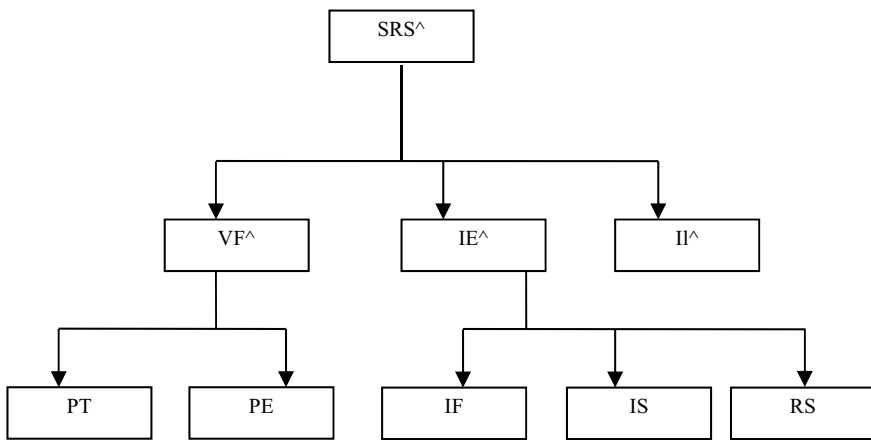 SRS^
VF^
IE^
Il^
PT
PE
IF
IS
RS